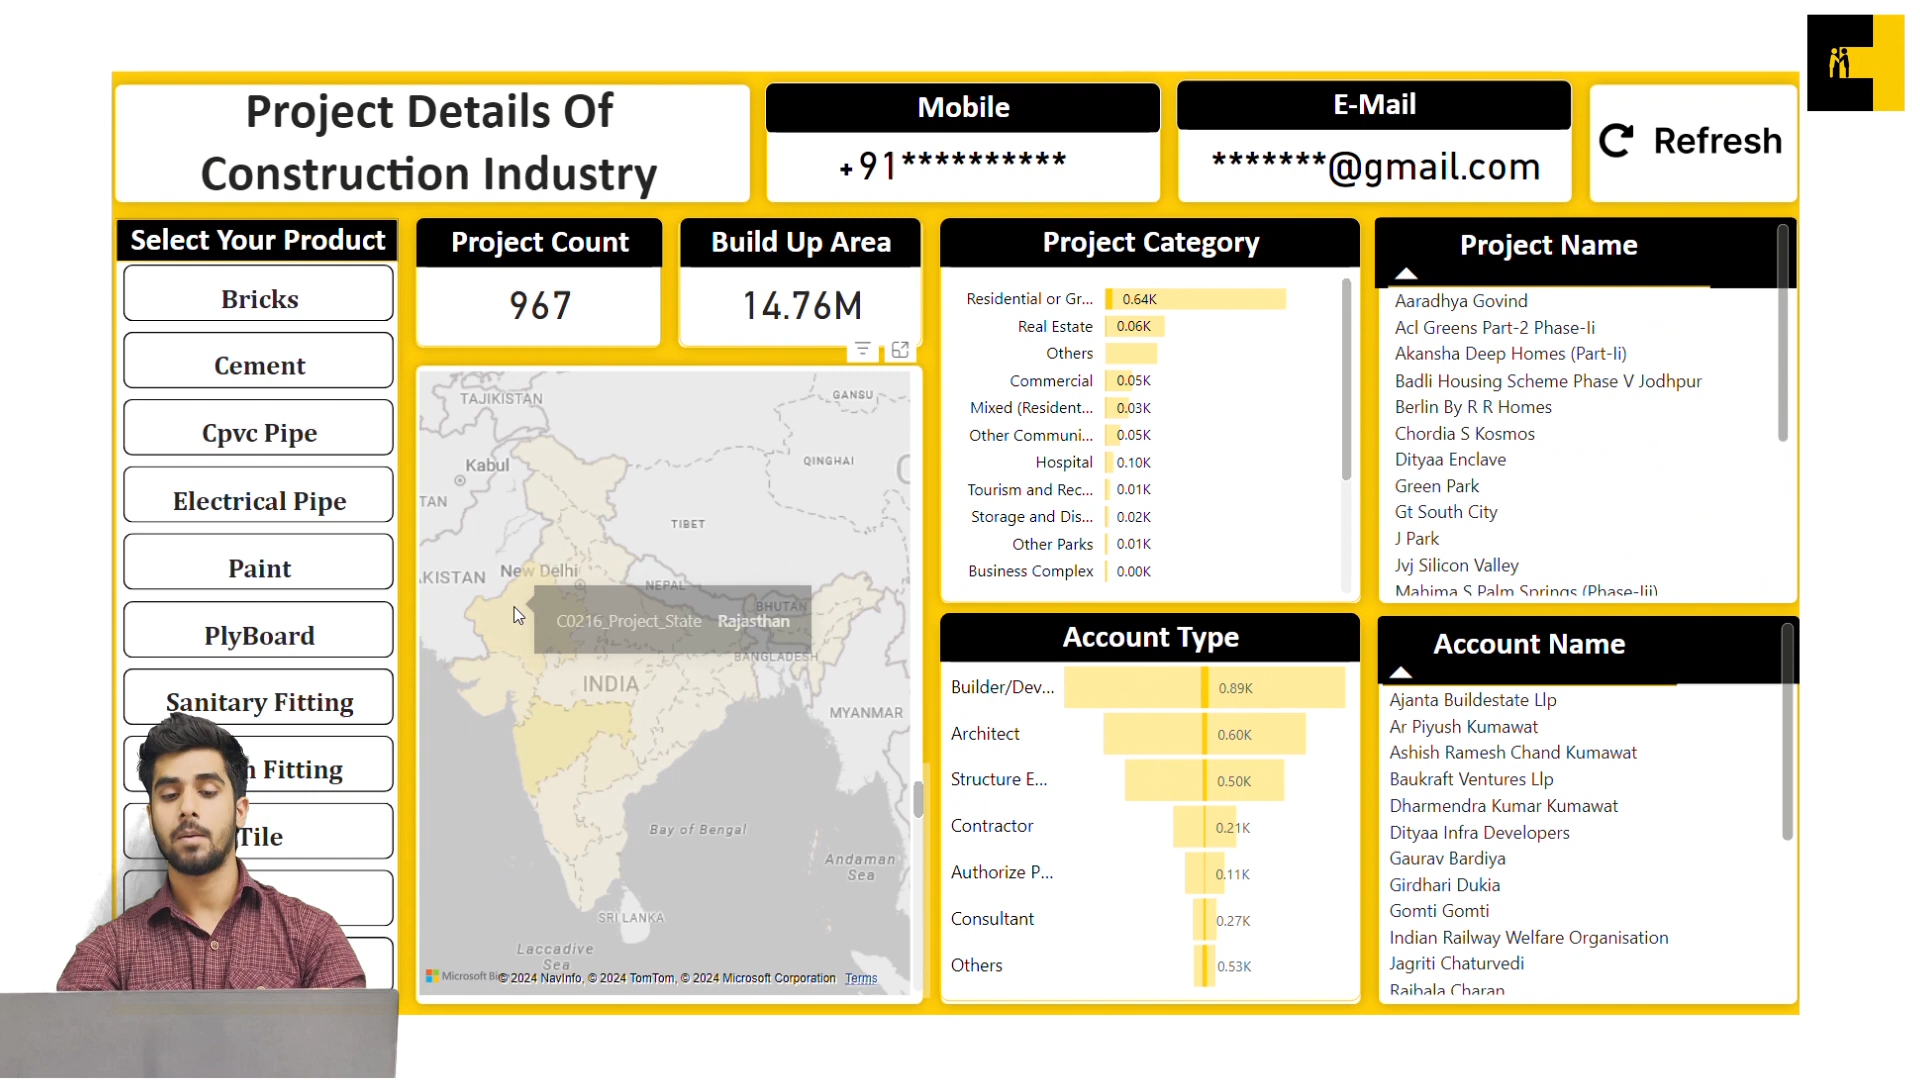 Project Details Of
Construction Industry
Mobile
+91**********
E-Mail
*******@gmail.com
Refresh
Select Your Product
Bricks
Cement
Cpvc Pipe
Electrical Pipe
Paint
PlyBoard
Sanitary Fitting
Fitting
Tile
Project Count
967
Build Up Area
14.76M
TAJIKISTAN
GANSU
Kabul
QINGHAI
TAN
TIBET
New Delhi
KISTAN
NEPAL
BHUTAN
C0216_Project_State Rajasthan
BANGLADESH
INDIA
MYANMAR
Bay of Bengal
Andaman
Sea
SRI LANKA
Laccadive
Sea
Microsoft Bi
© 2024 NavInfo, © 2024 TomTom, © 2024 Microsoft Corporation Terms
Project Category
Residential or Gr... 0.64K
Real Estate 0.06K
Others
Commercial 0.05K
Mixed (Resident... 0.03K
Other Communi... 0.05K
Hospital 0.10K
Tourism and Rec... 0.01K
Storage and Dis... 0.02K
Other Parks 0.01K
Business Complex 0.00K
Account Type
Builder/Dev... 0.89K
Architect 0.60K
Structure E... 0.50K
Contractor 0.21K
Authorize P... 0.11K
Consultant 0.27K
Others 0.53K
Project Name
Aaradhya Govind
Acl Greens Part-2 Phase-Ii
Akansha Deep Homes (Part-Ii)
Badli Housing Scheme Phase V Jodhpur
Berlin By R R Homes
Chordia S Kosmos
Dityaa Enclave
Green Park
Gt South City
J Park
Jvj Silicon Valley
Mahima S Palm Springs (Phase-Iii)
Account Name
Ajanta Buildestate Llp
Ar Piyush Kumawat
Ashish Ramesh Chand Kumawat
Baukraft Ventures Llp
Dharmendra Kumar Kumawat
Dityaa Infra Developers
Gaurav Bardiya
Girdhari Dukia
Gomti Gomti
Indian Railway Welfare Organisation
Jagriti Chaturvedi
Rajbala Charan